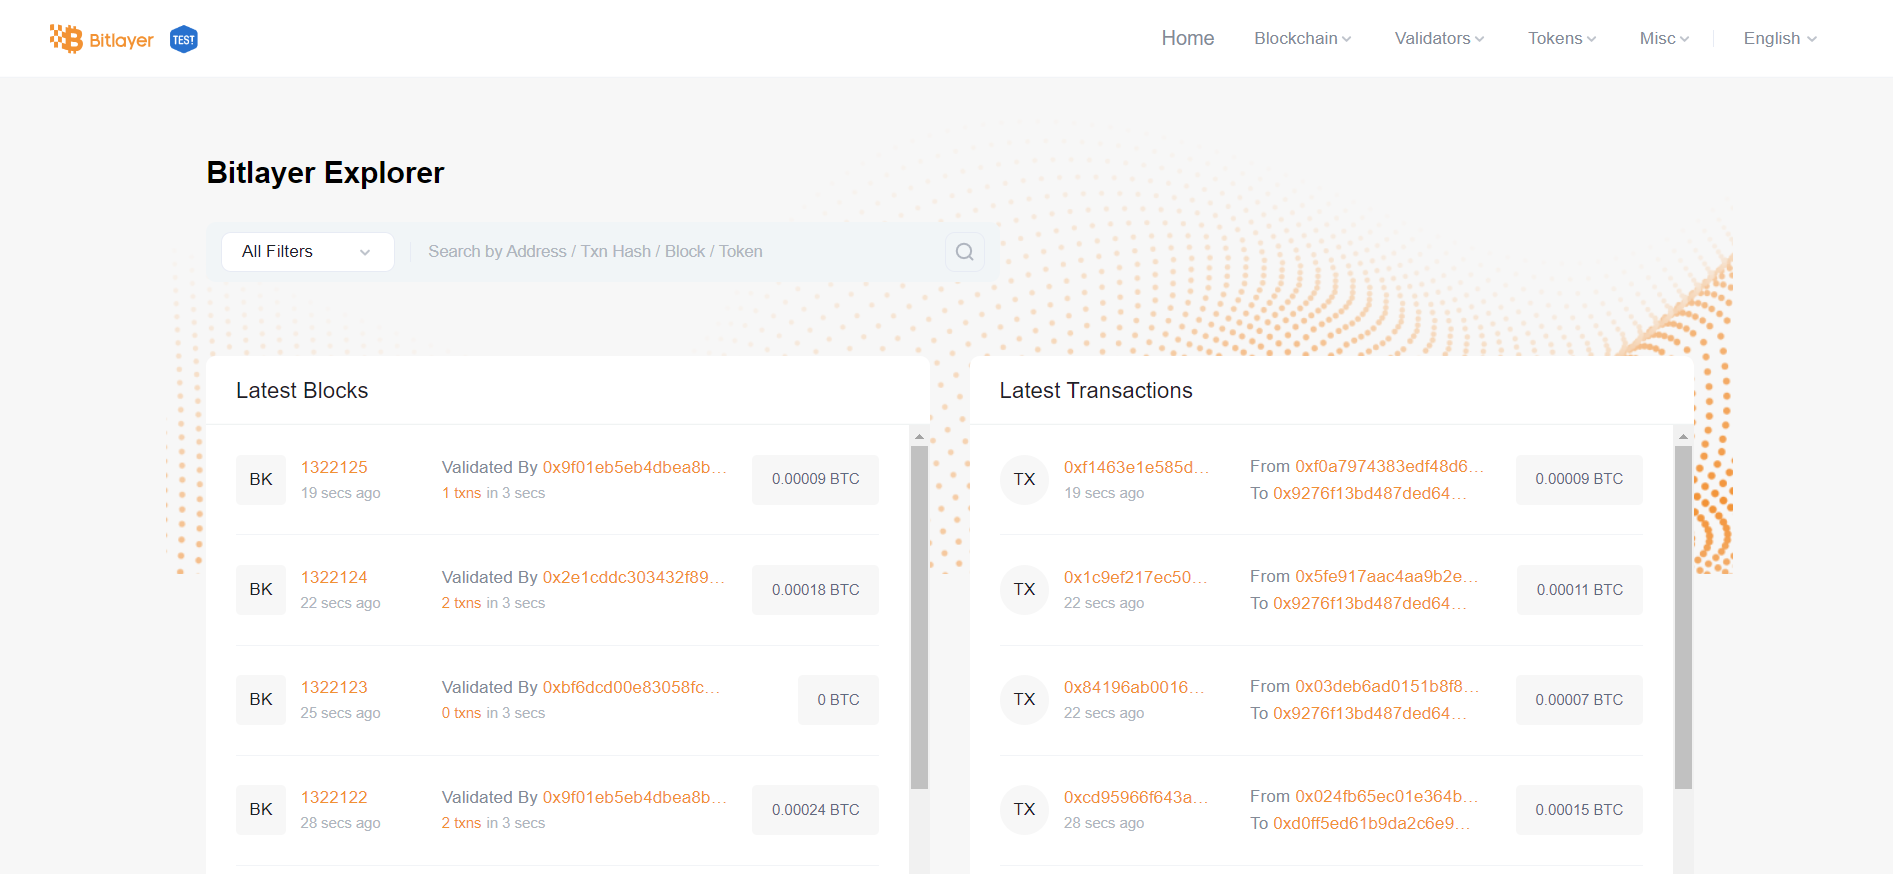 Bitlayer TEST
Home Blockchain Validators Tokens Misc English
Bitlayer Explorer
All Filters Search by Address / Txn Hash / Block / Token
Latest Blocks
BK 1322125 Validated By 0x9f01eb5eb4dbea8b... 0.00009 BTC
19 secs ago 1 txns in 3 secs
BK 1322124 Validated By 0x2e1cddc303432f89... 0.00018 BTC
22 secs ago 2 txns in 3 secs
BK 1322123 Validated By 0xbf6dcd00e83058fc... 0 BTC
25 secs ago 0 txns in 3 secs
BK 1322122 Validated By 0x9f01eb5eb4dbea8b... 0.00024 BTC
28 secs ago 2 txns in 3 secs
Latest Transactions
TX 0xf1463e1e585d... From 0xf0a7974383edf48d6... 0.00009 BTC
19 secs ago To 0x9276f13bd487ded64...
TX 0x1c9ef217ec50... From 0x5fe917aac4aa9b2e... 0.00011 BTC
22 secs ago To 0x9276f13bd487ded64...
TX 0x84196ab0016... From 0x03deb6ad0151b8f8... 0.00007 BTC
22 secs ago To 0x9276f13bd487ded64...
TX 0xcd95966f643a... From 0x024fb65ec01e364b... 0.00015 BTC
28 secs ago To 0xd0ff5ed61b9da2c6e9...